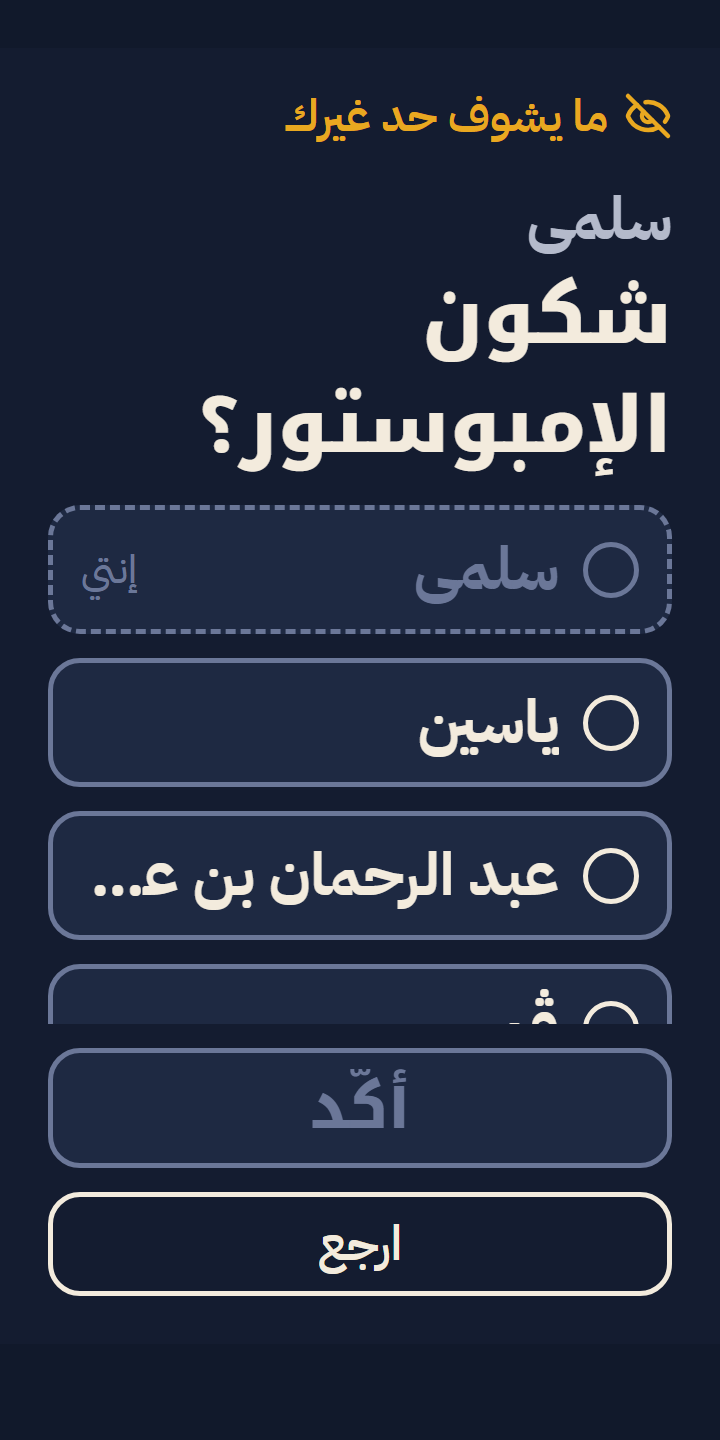 ما يشوف حد غيرك
سلمى
شكون
الإمبوستور؟
سلمى
إنتي
ياسين
عبد الرحمان بن ع...
أكّد
ارجع